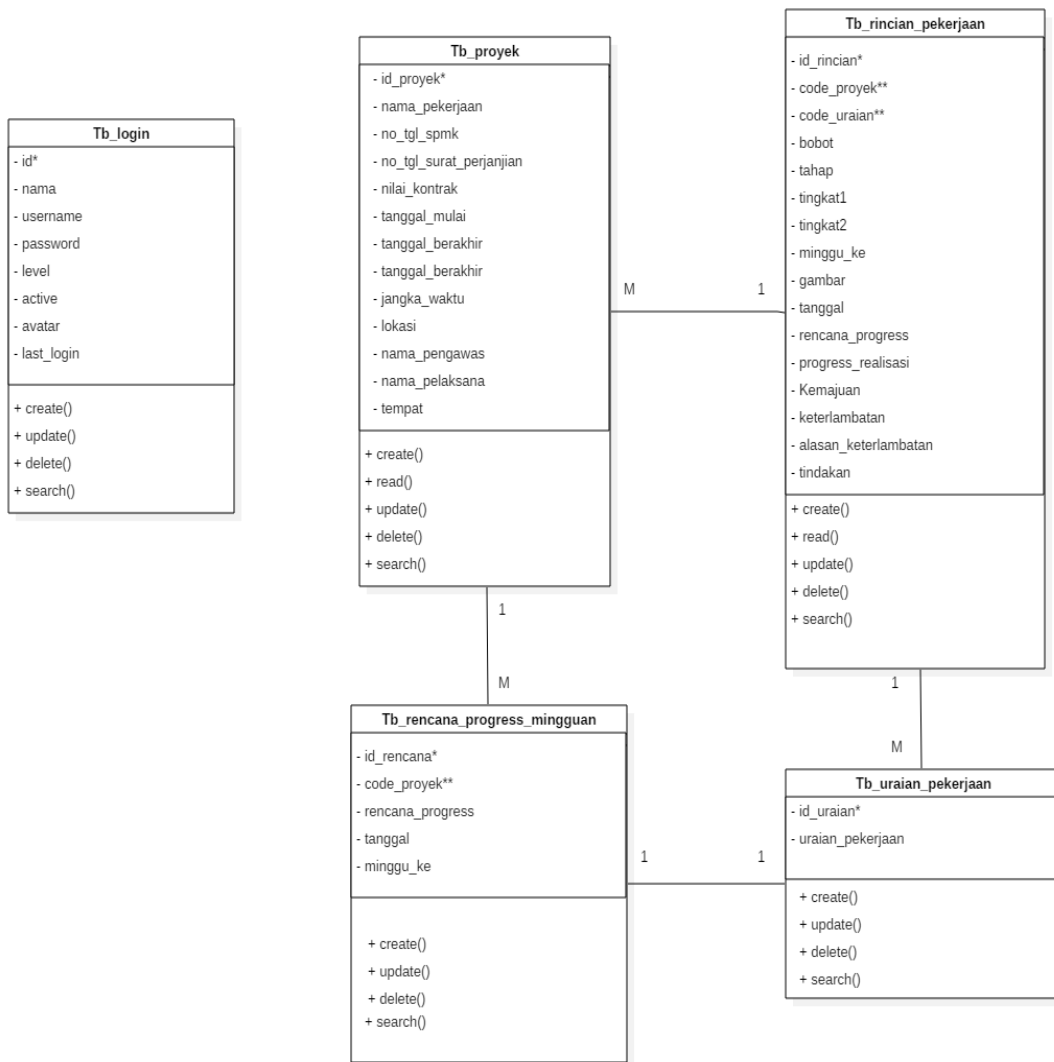 Tb_login
- id*
- nama
- username
- password
- level
- active
- avatar
- last_login
+ create()
+ update()
+ delete()
+ search()
Tb_proyek
- id_proyek*
- nama_pekerjaan
- no_tgl_spmk
- no_tgl_surat_perjanjian
- nilai_kontrak
- tanggal_mulai
- tanggal_berakhir
- tanggal_berakhir
- jangka_waktu
- lokasi
- nama_pengawas
- nama_pelaksana
- tempat
+ create()
+ read()
+ update()
+ delete()
+ search()
M
1
Tb_rincian_pekerjaan
- id_rincian*
- code_proyek**
- code_uraian**
- bobot
- tahap
- tingkat1
- tingkat2
- minggu_ke
- gambar
- tanggal
- rencana_progress
- progress_realisasi
- Kemajuan
- keterlambatan
- alasan_keterlambatan
- tindakan
+ create()
+ read()
+ update()
+ delete()
+ search()
1
M
1
M
Tb_rencana_progress_mingguan
- id_rencana*
- code_proyek**
- rencana_progress
- tanggal
- minggu_ke
+ create()
+ update()
+ delete()
+ search()
1
1
Tb_uraian_pekerjaan
- id_uraian*
- uraian_pekerjaan
+ create()
+ update()
+ delete()
+ search()